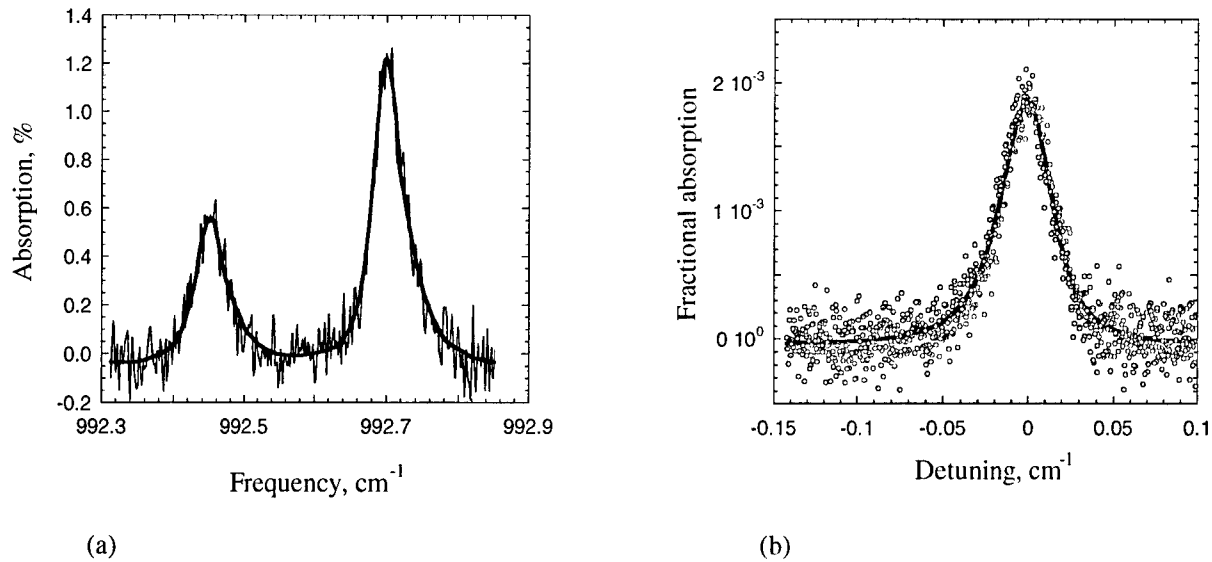 1.4
1.2
1.0
0.8
0.6
0.4
0.2
0.0
-0.2
Absorption, %
992.3 992.5 992.7 992.9
Frequency, cm⁻¹
(a)
2 10⁻³
1 10⁻³
0 10⁰
Fractional absorption
-0.15 -0.1 -0.05 0 0.05 0.1
Detuning, cm⁻¹
(b)